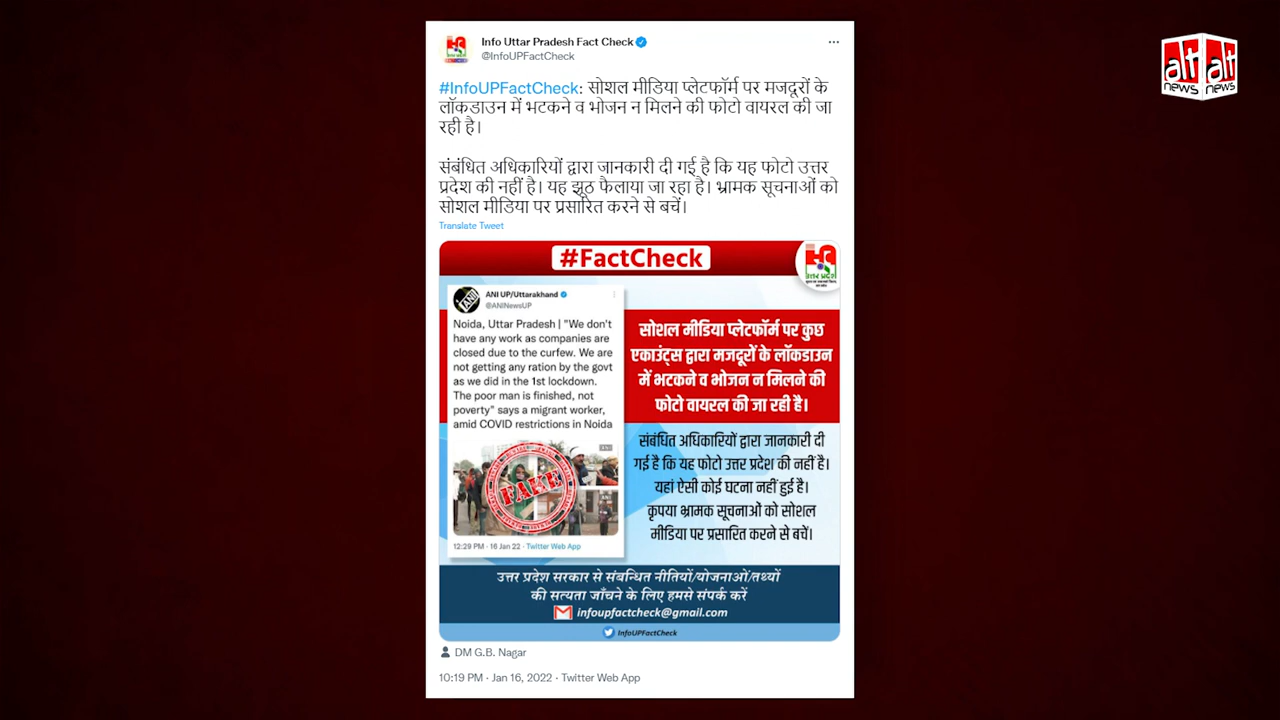 Info Uttar Pradesh Fact Check
@InfoUPFactCheck
alt alt
news news
#InfoUPFactCheck: सोशल मीडिया प्लेटफॉर्म पर मजदूरों के
लॉकडाउन में भटकने व भोजन न मिलने की फोटो वायरल की जा
रही है।
संबंधित अधिकारियों द्वारा जानकारी दी गई है कि यह फोटो उत्तर
प्रदेश की नहीं है। यह झूठ फैलाया जा रहा है। भ्रामक सूचनाओं को
सोशल मीडिया पर प्रसारित करने से बचें।
Translate Tweet
#FactCheck
उत्तर प्रदेश
ANI UP/Uttarakhand
@ANINewsUP
Noida, Uttar Pradesh | "We don't
have any work as companies are
closed due to the curfew. We are
not getting any ration by the govt
as we did in the 1st lockdown.
The poor man is finished, not
poverty" says a migrant worker,
amid COVID restrictions in Noida
FAKE
12:29 PM · 16 Jan 22 · Twitter Web App
सोशल मीडिया प्लेटफॉर्म पर कुछ
एकाउंट्स द्वारा मजदूरों के लॉकडाउन
में भटकने व भोजन न मिलने की
फोटो वायरल की जा रही है।
संबंधित अधिकारियों द्वारा जानकारी दी
गई है कि यह फोटो उत्तर प्रदेश की नहीं है।
यहां ऐसी कोई घटना नहीं हुई है।
कृपया भ्रामक सूचनाओं को सोशल
मीडिया पर प्रसारित करने से बचें।
उत्तर प्रदेश सरकार से संबन्धित नीतियों/योजनाओं/तथ्यों
की सत्यता जाँचने के लिए हमसे संपर्क करें
infoupfactcheck@gmail.com
InfoUPFactCheck
DM G.B. Nagar
10:19 PM · Jan 16, 2022 · Twitter Web App